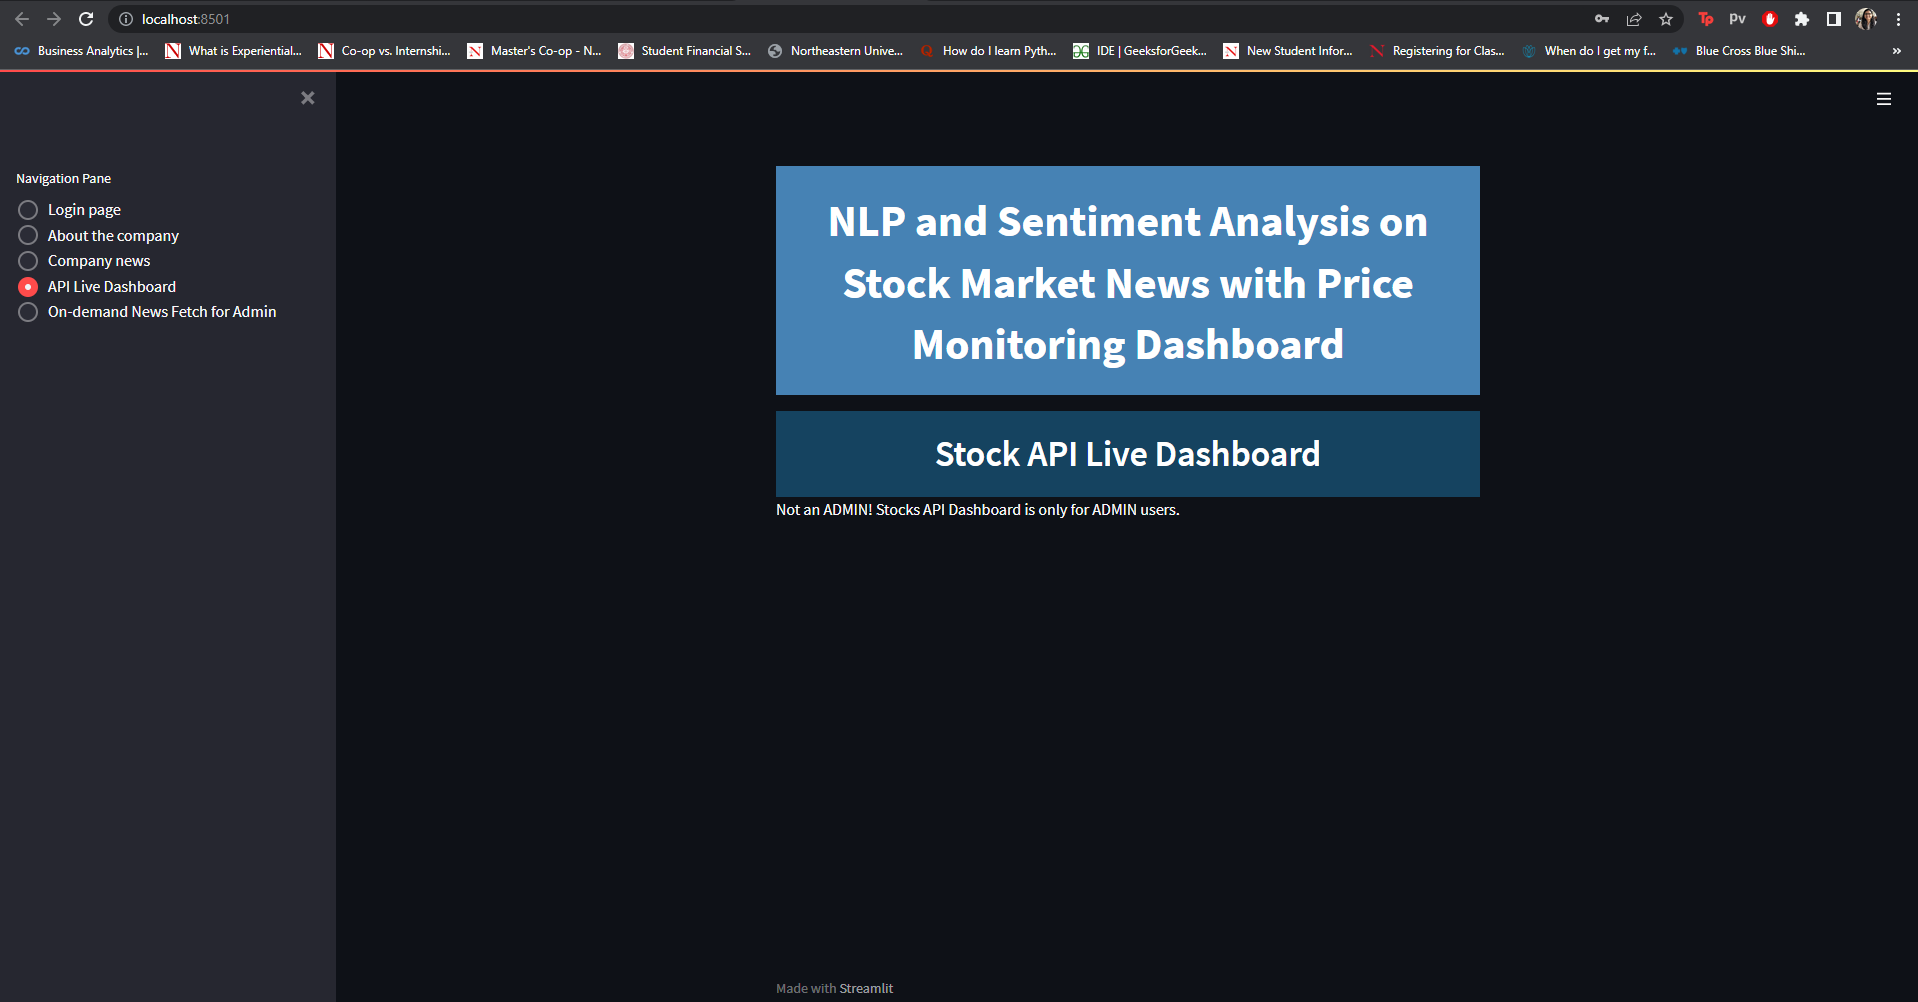 localhost:8501
Business Analytics |... What is Experiential... Co-op vs. Internshi... Master's Co-op - N... Student Financial S... Northeastern Unive... How do I learn Pyth... IDE | GeeksforGeek... New Student Infor... Registering for Clas... When do I get my f... Blue Cross Blue Shi... »
Navigation Pane
Login page
About the company
Company news
API Live Dashboard
On-demand News Fetch for Admin
NLP and Sentiment Analysis on
Stock Market News with Price
Monitoring Dashboard
Stock API Live Dashboard
Not an ADMIN! Stocks API Dashboard is only for ADMIN users.
Made with Streamlit